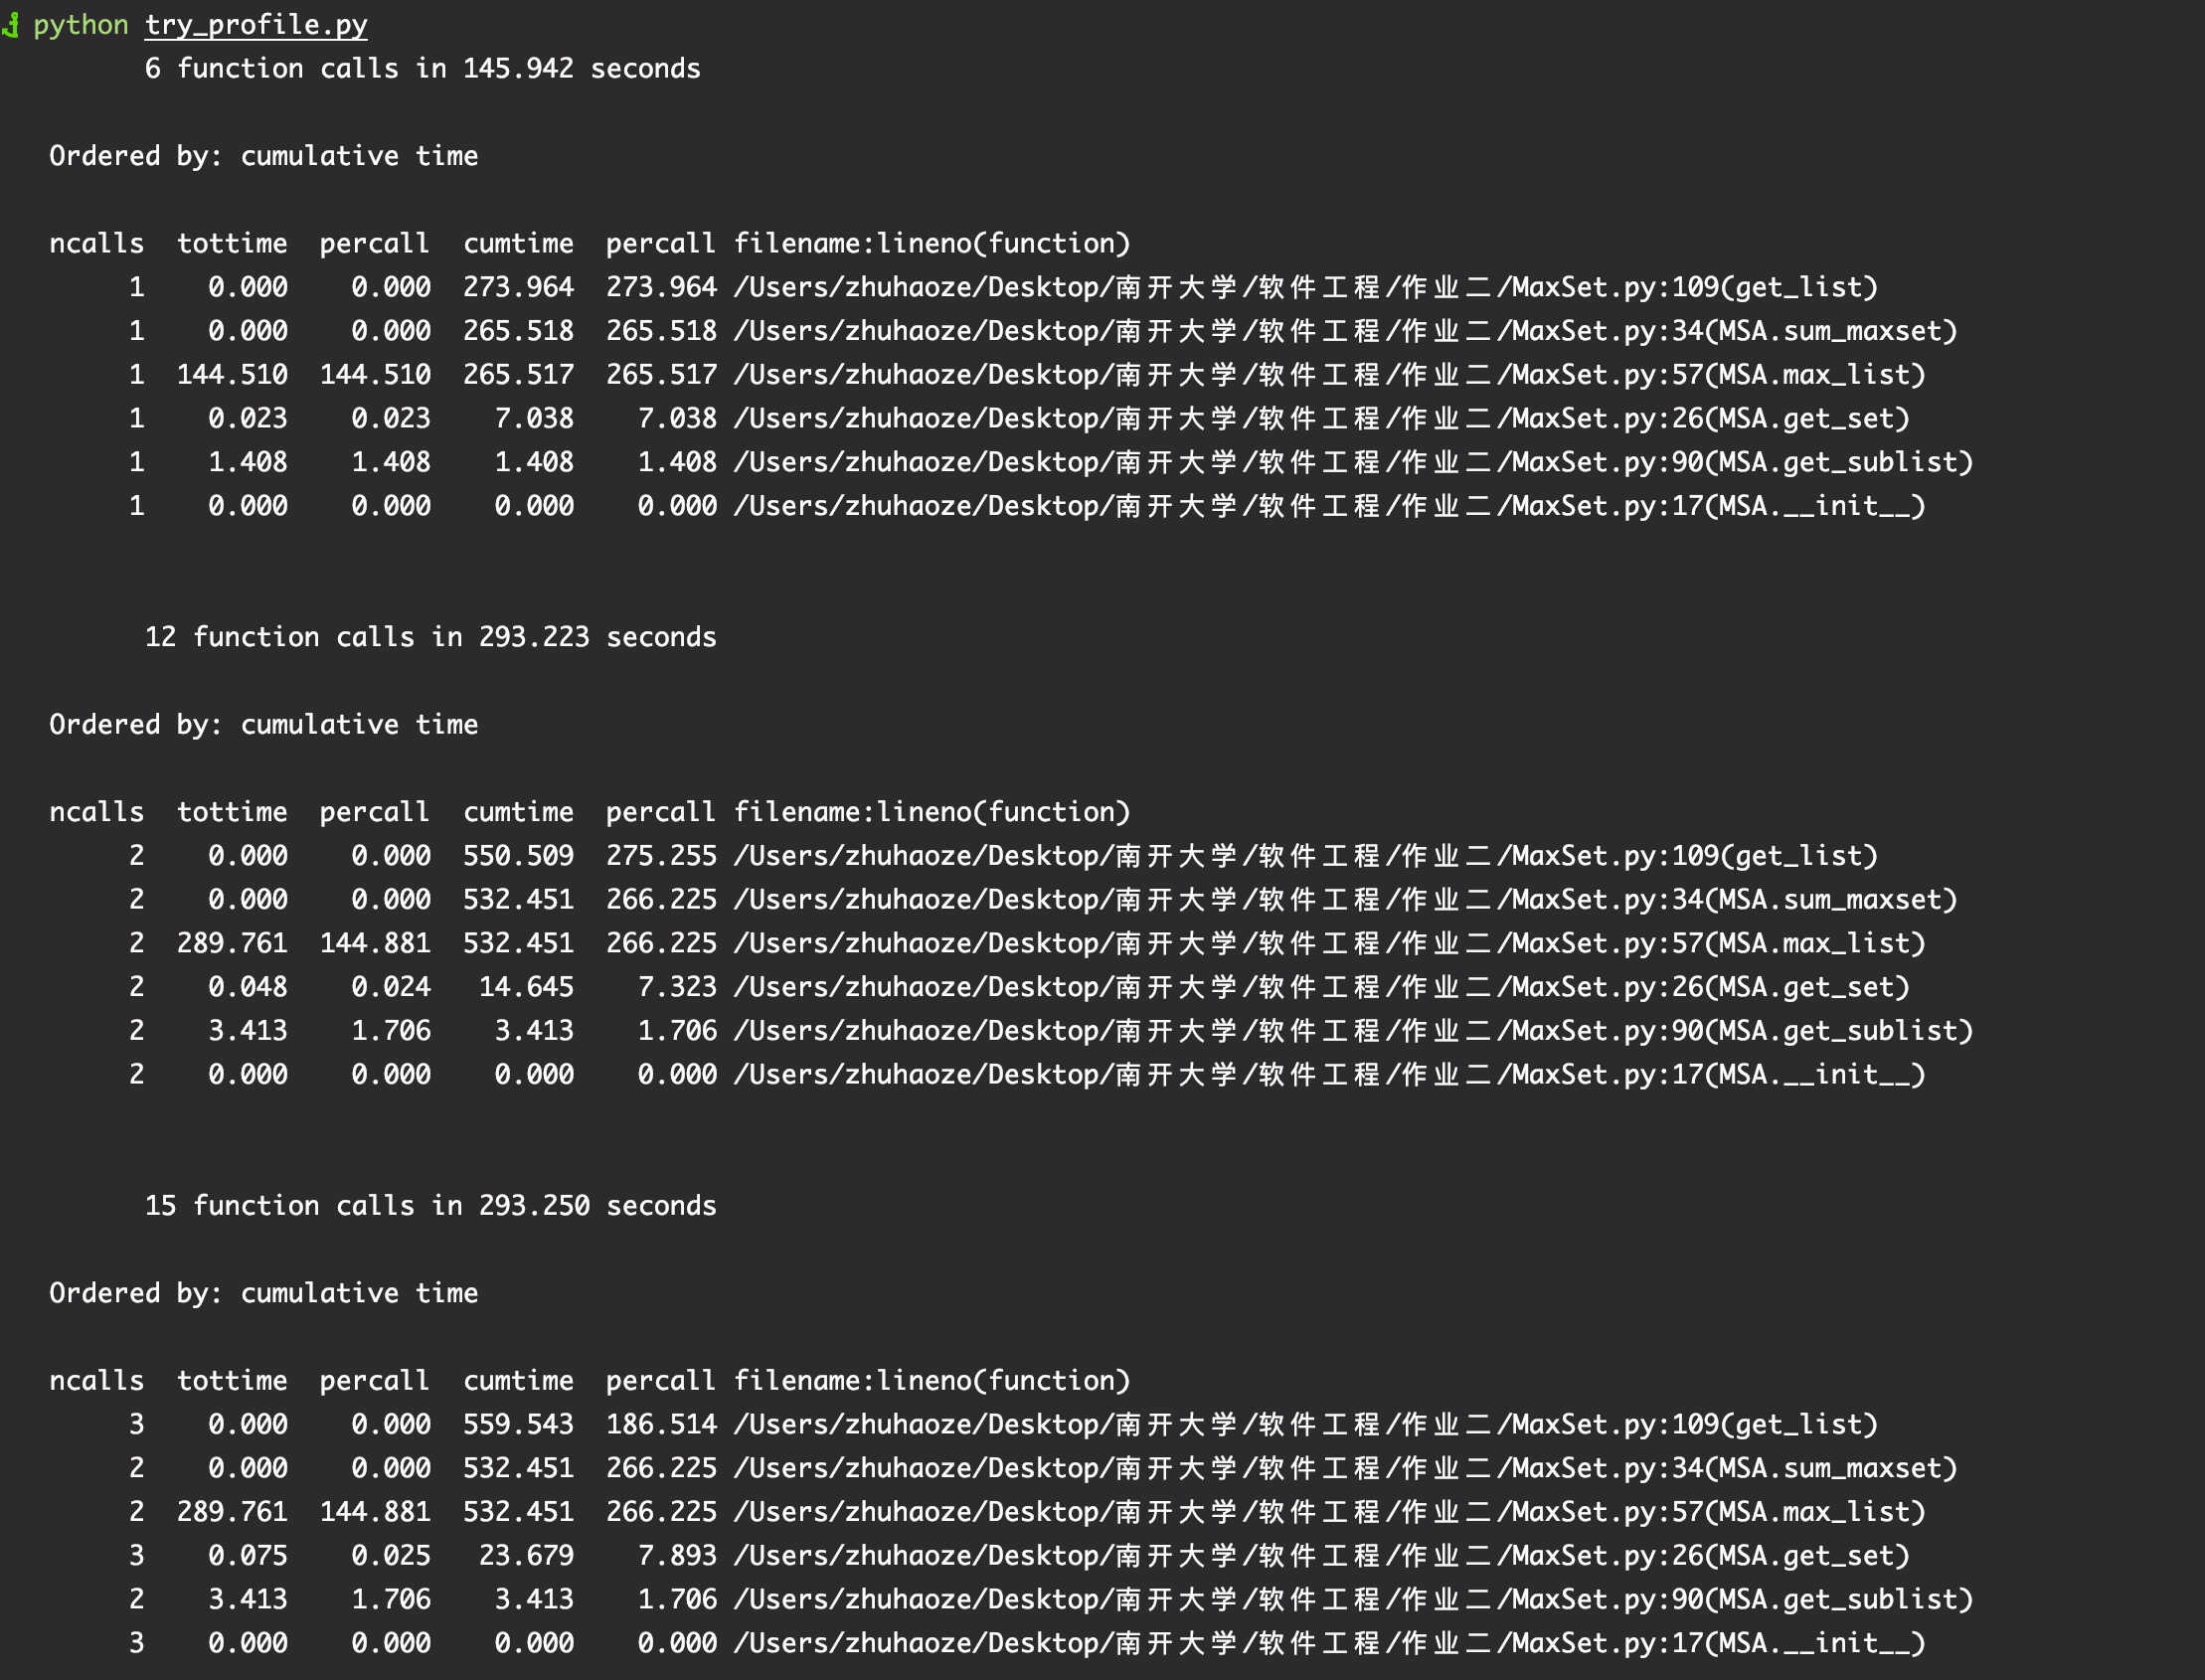 python try_profile.py
6 function calls in 145.942 seconds
Ordered by: cumulative time
ncalls  tottime  percall  cumtime  percall filename:lineno(function)
1    0.000    0.000  273.964  273.964 /Users/zhuhaoze/Desktop/南开大学/软件工程/作业二/MaxSet.py:109(get_list)
1    0.000    0.000  265.518  265.518 /Users/zhuhaoze/Desktop/南开大学/软件工程/作业二/MaxSet.py:34(MSA.sum_maxset)
1  144.510  144.510  265.517  265.517 /Users/zhuhaoze/Desktop/南开大学/软件工程/作业二/MaxSet.py:57(MSA.max_list)
1    0.023    0.023    7.038    7.038 /Users/zhuhaoze/Desktop/南开大学/软件工程/作业二/MaxSet.py:26(MSA.get_set)
1    1.408    1.408    1.408    1.408 /Users/zhuhaoze/Desktop/南开大学/软件工程/作业二/MaxSet.py:90(MSA.get_sublist)
1    0.000    0.000    0.000    0.000 /Users/zhuhaoze/Desktop/南开大学/软件工程/作业二/MaxSet.py:17(MSA.__init__)
12 function calls in 293.223 seconds
Ordered by: cumulative time
ncalls  tottime  percall  cumtime  percall filename:lineno(function)
2    0.000    0.000  550.509  275.255 /Users/zhuhaoze/Desktop/南开大学/软件工程/作业二/MaxSet.py:109(get_list)
2    0.000    0.000  532.451  266.225 /Users/zhuhaoze/Desktop/南开大学/软件工程/作业二/MaxSet.py:34(MSA.sum_maxset)
2  289.761  144.881  532.451  266.225 /Users/zhuhaoze/Desktop/南开大学/软件工程/作业二/MaxSet.py:57(MSA.max_list)
2    0.048    0.024   14.645    7.323 /Users/zhuhaoze/Desktop/南开大学/软件工程/作业二/MaxSet.py:26(MSA.get_set)
2    3.413    1.706    3.413    1.706 /Users/zhuhaoze/Desktop/南开大学/软件工程/作业二/MaxSet.py:90(MSA.get_sublist)
2    0.000    0.000    0.000    0.000 /Users/zhuhaoze/Desktop/南开大学/软件工程/作业二/MaxSet.py:17(MSA.__init__)
15 function calls in 293.250 seconds
Ordered by: cumulative time
ncalls  tottime  percall  cumtime  percall filename:lineno(function)
3    0.000    0.000  559.543  186.514 /Users/zhuhaoze/Desktop/南开大学/软件工程/作业二/MaxSet.py:109(get_list)
2    0.000    0.000  532.451  266.225 /Users/zhuhaoze/Desktop/南开大学/软件工程/作业二/MaxSet.py:34(MSA.sum_maxset)
2  289.761  144.881  532.451  266.225 /Users/zhuhaoze/Desktop/南开大学/软件工程/作业二/MaxSet.py:57(MSA.max_list)
3    0.075    0.025   23.679    7.893 /Users/zhuhaoze/Desktop/南开大学/软件工程/作业二/MaxSet.py:26(MSA.get_set)
2    3.413    1.706    3.413    1.706 /Users/zhuhaoze/Desktop/南开大学/软件工程/作业二/MaxSet.py:90(MSA.get_sublist)
3    0.000    0.000    0.000    0.000 /Users/zhuhaoze/Desktop/南开大学/软件工程/作业二/MaxSet.py:17(MSA.__init__)